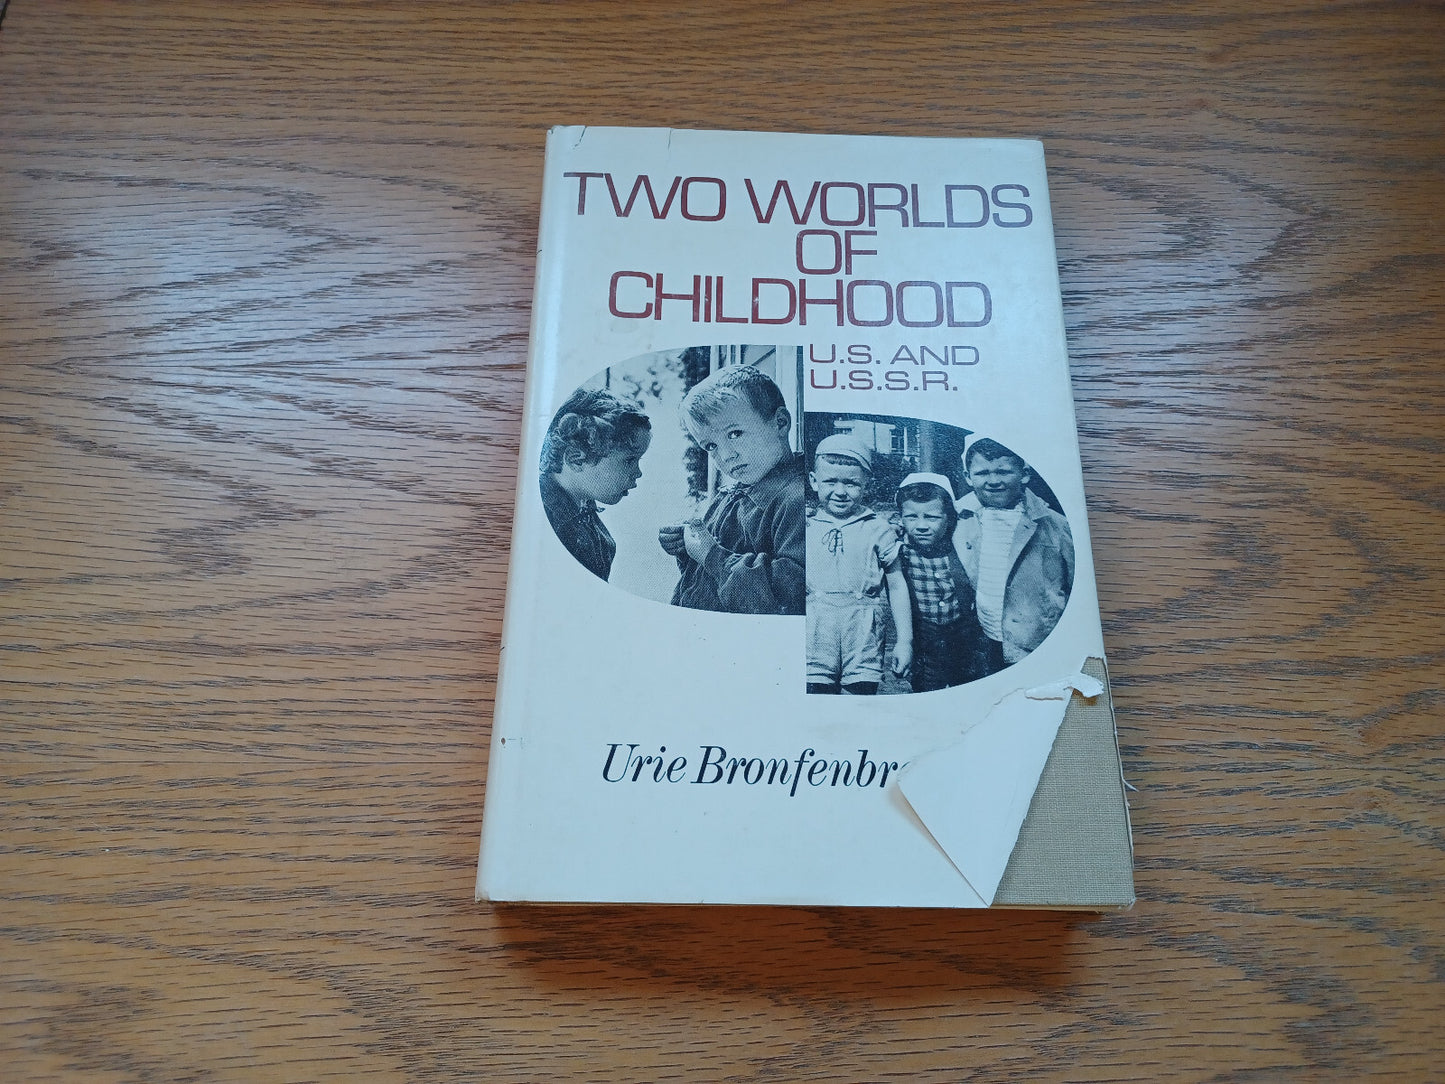 TWO WORLDS
OF
CHILDHOOD
U.S. AND
U.S.S.R.
Urie Bronfenbr